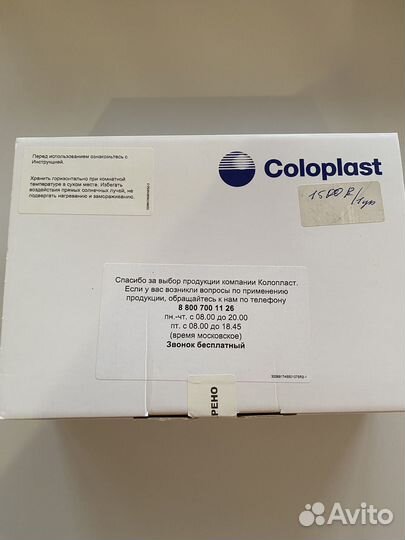 Перед использованием ознакомьтесь с
Инструкцией.
Хранить горизонтально при комнатной
температуре в сухом месте. Избегать
воздействия прямых солнечных лучей, не
подвергать нагреванию и замораживанию.
Coloplast
1500 R/
Спасибо за выбор продукции компании Колопласт.
Если у вас возникли вопросы по применению
продукции, обращайтесь к нам по телефону
8 800 700 11 26
пн.-чт. с 08.00 до 20.00
пт. с 08.00 до 18.45
(время московское)
Звонок бесплатный
РЕНО
Avito